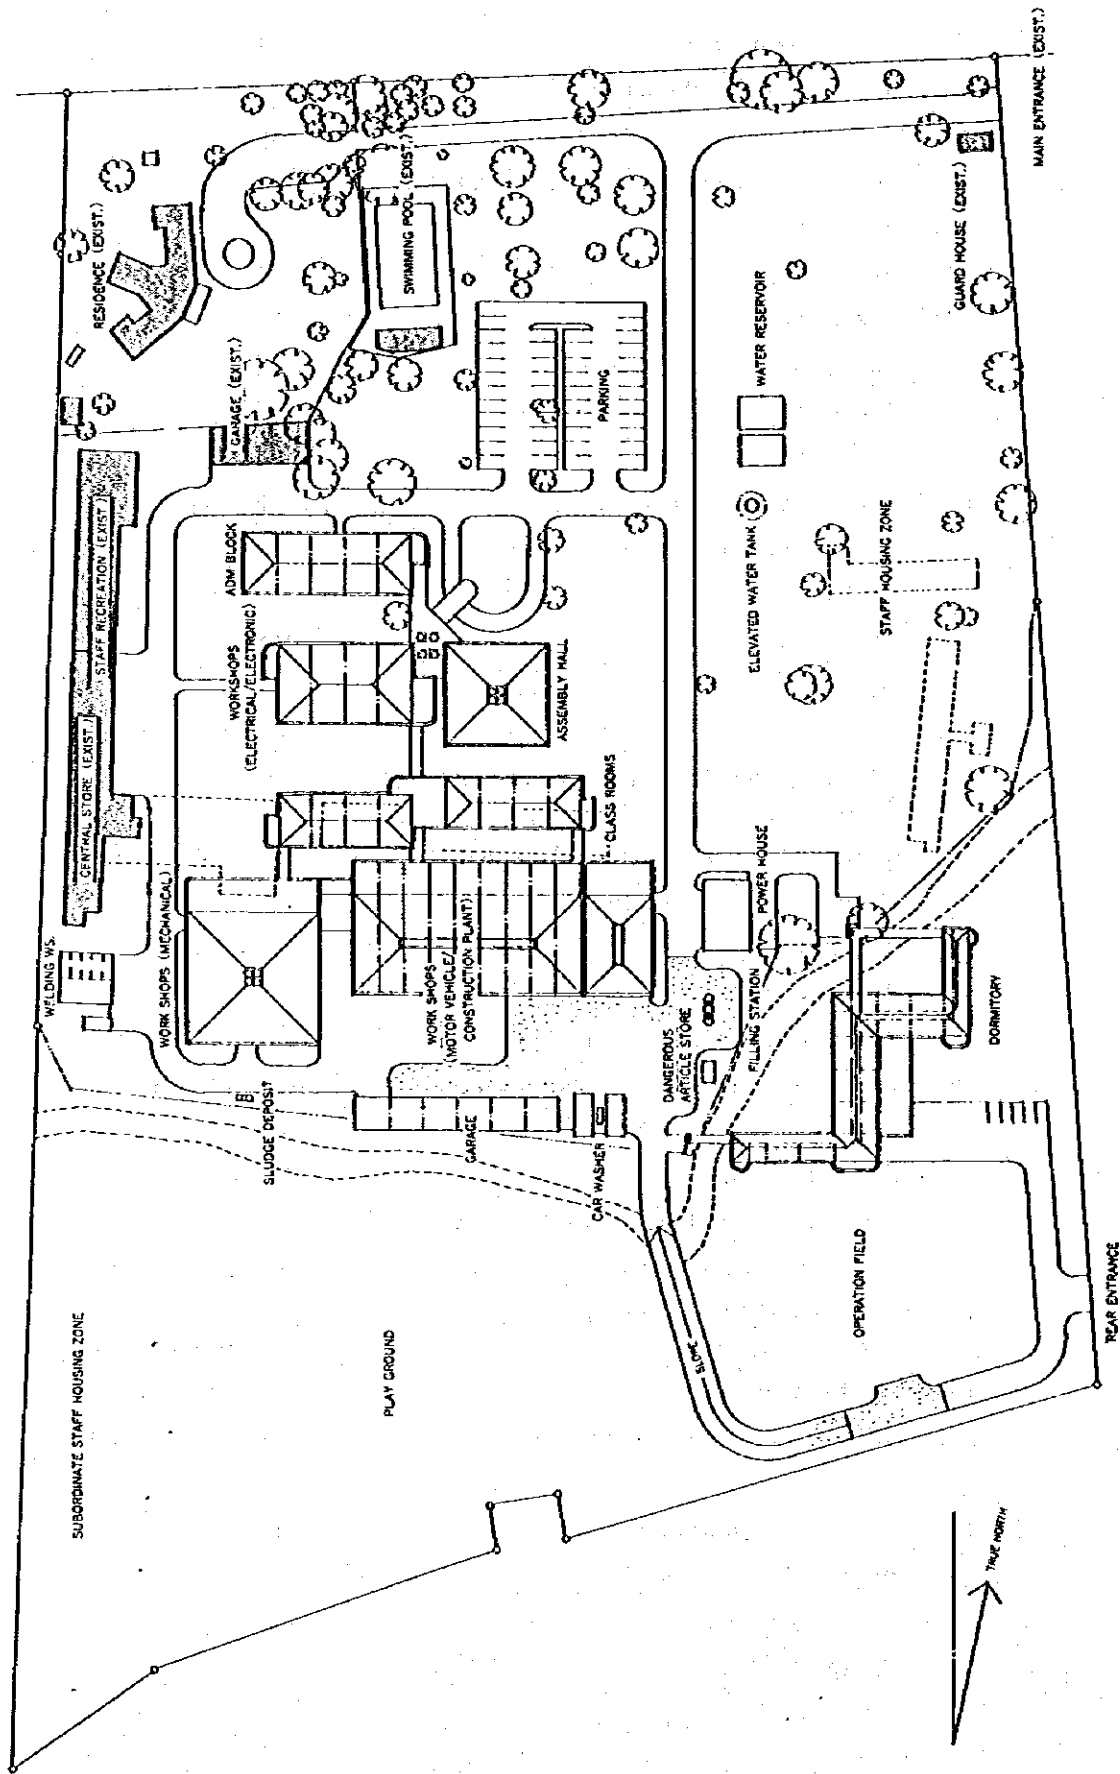 MAIN ENTRANCE (EXIST.)
GUARD HOUSE (EXIST.)
RESIDENCE (EXIST.)
SWIMMING POOL (EXIST.)
GARAGE (EXIST.)
PARKING
WATER RESERVOIR
ELEVATED WATER TANK
STAFF HOUSING ZONE
STAFF RECREATION (EXIST.)
CENTRAL STORE (EXIST.)
ADM BLOCK
WORKSHOPS
(ELECTRICAL/ELECTRONIC)
ASSEMBLY HALL
CLASS ROOMS
POWER HOUSE
WELDING WS.
WORK SHOPS (MECHANICAL)
WORK SHOPS
(MOTOR VEHICLE/
CONSTRUCTION PLANT)
DANGEROUS
ARTICLE STORE
FILLING STATION
DORMITORY
SLUDGE DEPOSIT
GARAGE
CAR WASHER
OPERATION FIELD
REAR ENTRANCE
SLOPE
SUBORDINATE STAFF HOUSING ZONE
PLAY GROUND
TRUE NORTH